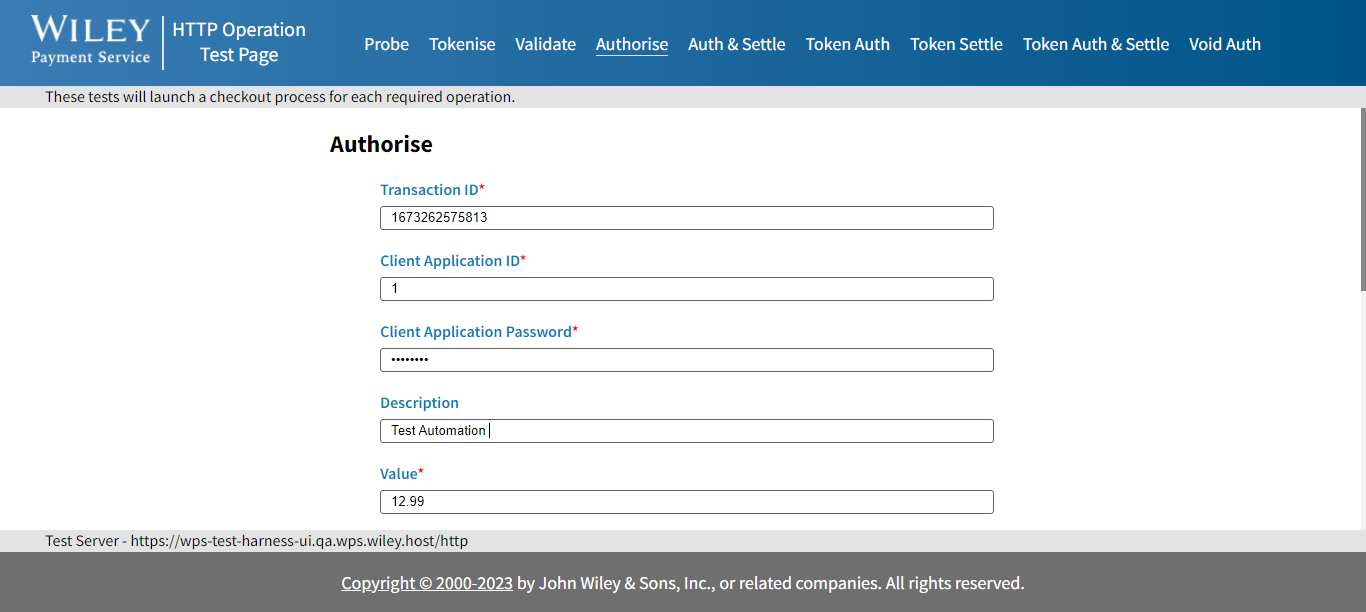 WILEY
Payment Service
HTTP Operation
Test Page
Probe Tokenise Validate Authorise Auth & Settle Token Auth Token Settle Token Auth & Settle Void Auth
These tests will launch a checkout process for each required operation.
Authorise
Transaction ID*
1673262575813
Client Application ID*
1
Client Application Password*
••••••••
Description
Test Automation
Value*
12.99
Test Server - https://wps-test-harness-ui.qa.wps.wiley.host/http
Copyright © 2000-2023 by John Wiley & Sons, Inc., or related companies. All rights reserved.